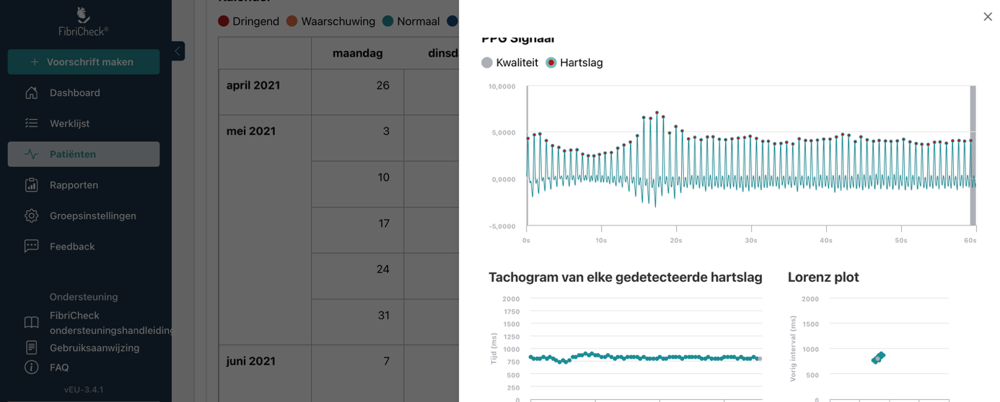 FibriCheck®
+ Voorschrift maken
Dashboard
Werklijst
Patiënten
Rapporten
Groepsinstellingen
Feedback
Ondersteuning
FibriCheck
ondersteuningshandleiding
Gebruiksaanwijzing
FAQ
vEU-3.4.1
Kalender
Dringend Waarschuwing Normaal
maandag dinsd
april 2021 26
mei 2021 3
10
17
24
31
juni 2021 7
PPG Signaal
Kwaliteit Hartslag
10,0000
5,0000
0,0000
-5,0000
0s 10s 20s 30s 40s 50s 60s
Tachogram van elke gedetecteerde hartslag
Tijd (ms)
2000
1750
1500
1250
1000
750
500
250
0
Lorenz plot
Vorig interval (ms)
2000
1500
1000
500
0